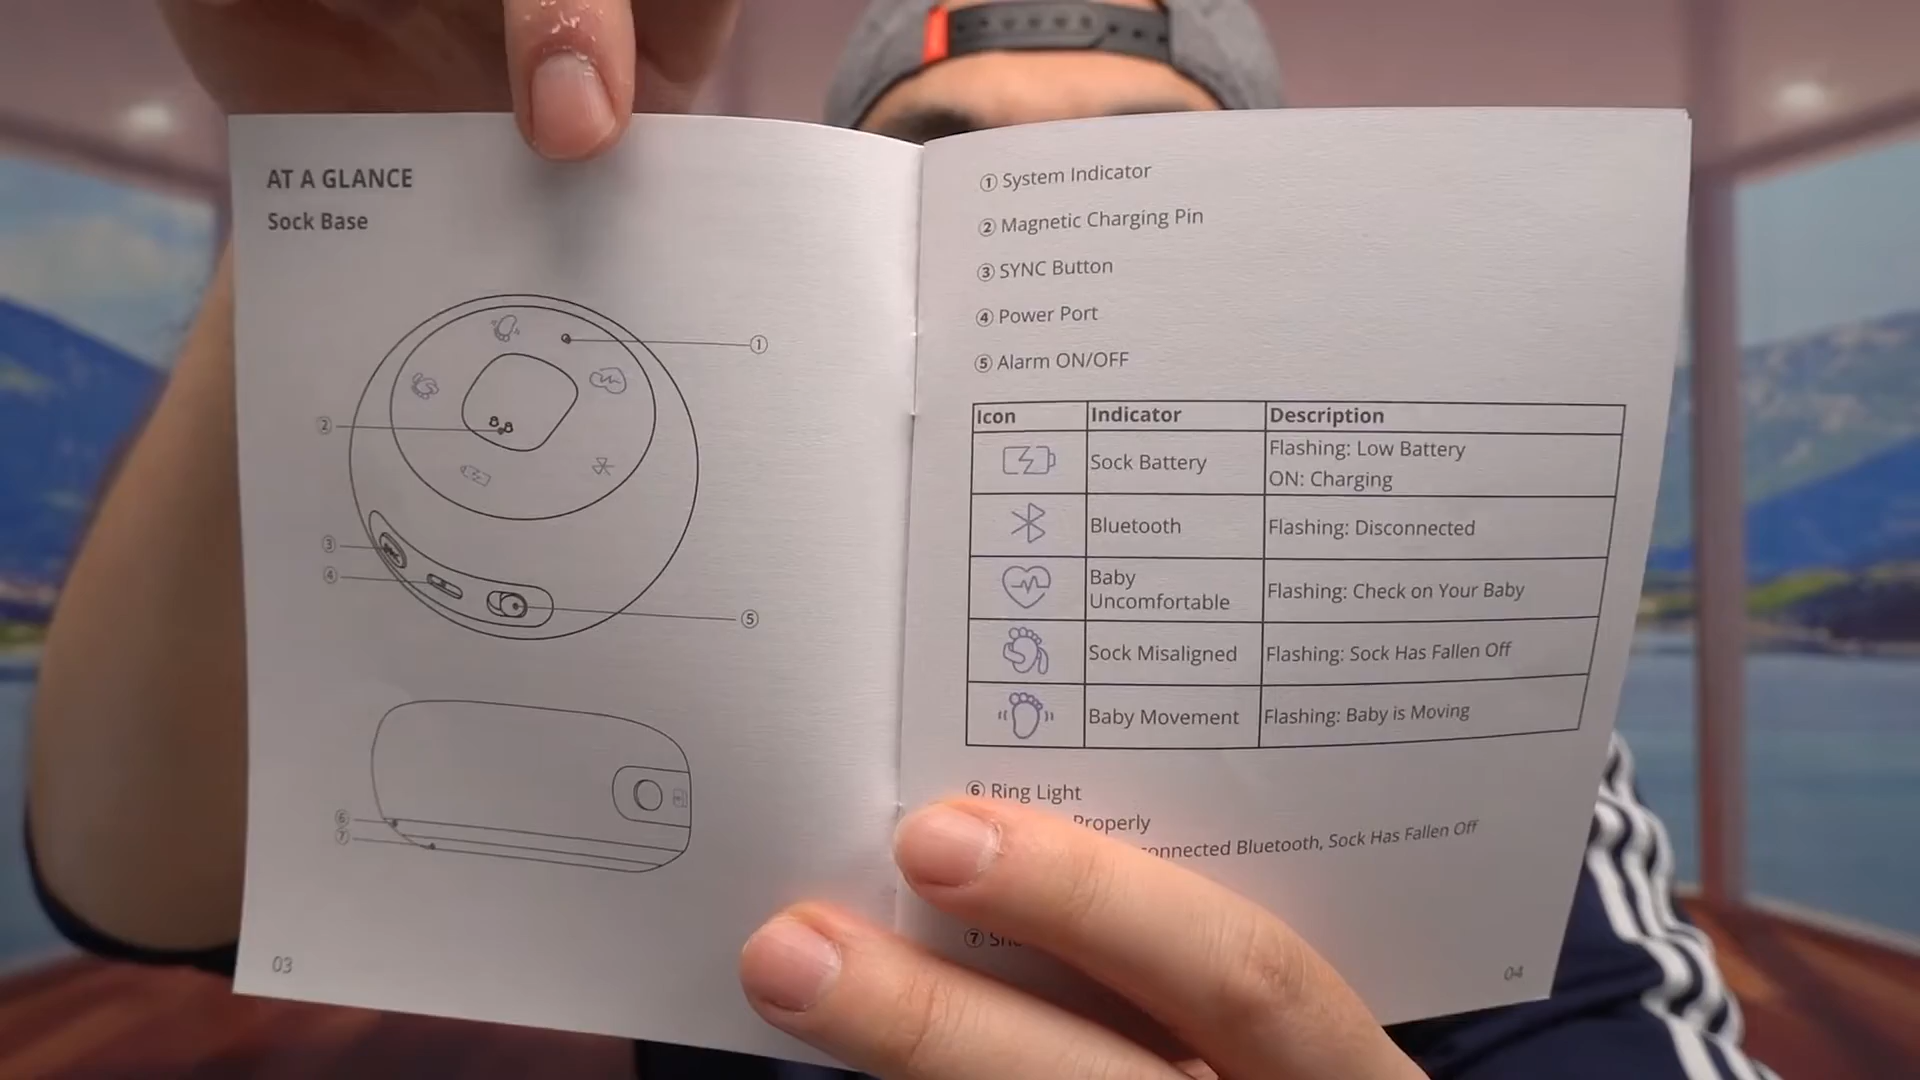 AT A GLANCE
Sock Base
①
②
③
④
⑤
⑥
⑦
03
① System Indicator
② Magnetic Charging Pin
③ SYNC Button
④ Power Port
⑤ Alarm ON/OFF
Icon Indicator Description
Sock Battery Flashing: Low Battery
ON: Charging
Bluetooth Flashing: Disconnected
Baby Uncomfortable Flashing: Check on Your Baby
Sock Misaligned Flashing: Sock Has Fallen Off
Baby Movement Flashing: Baby is Moving
⑥ Ring Light
Properly
Bluetooth, Sock Has Fallen Off
⑦
04